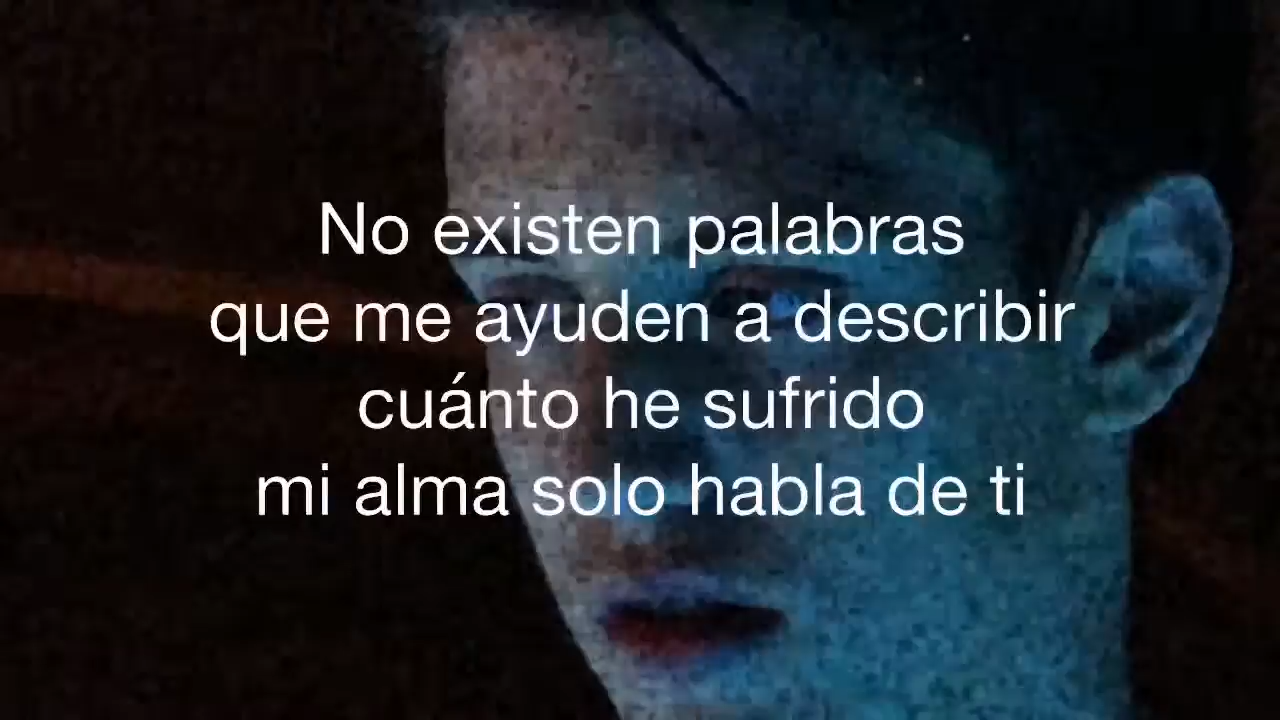 No existen palabras
que me ayuden a describir
cuánto he sufrido
mi alma solo habla de ti